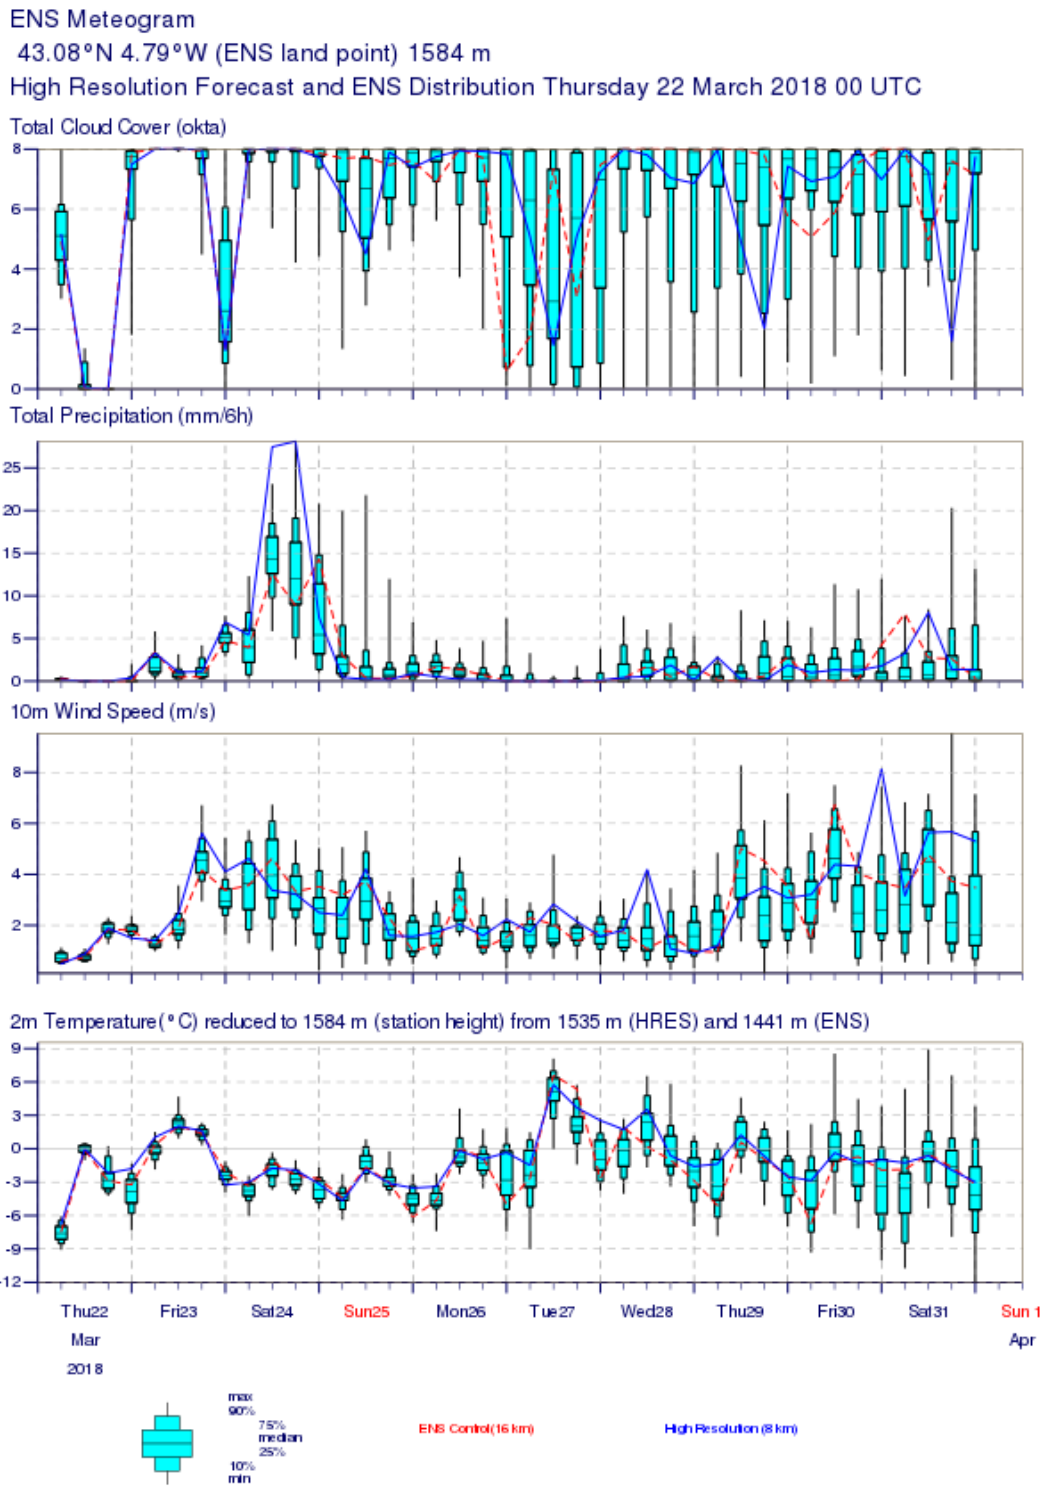 ENS Meteogram
43.08°N 4.79°W (ENS land point) 1584 m
High Resolution Forecast and ENS Distribution Thursday 22 March 2018 00 UTC
Total Cloud Cover (okta)
8
6
4
2
0
Total Precipitation (mm/6h)
25
20
15
10
5
0
10m Wind Speed (m/s)
8
6
4
2
2m Temperature(°C) reduced to 1584 m (station height) from 1535 m (HRES) and 1441 m (ENS)
9
6
3
0
-3
-6
-9
-12
Thu22 Fri23 Sat24 Sun25 Mon26 Tue27 Wed28 Thu29 Fri30 Sat31 Sun 1
Mar Apr
2018
max
90%
75%
median
25%
10%
min
ENS Control(16 km)
High Resolution (8 km)